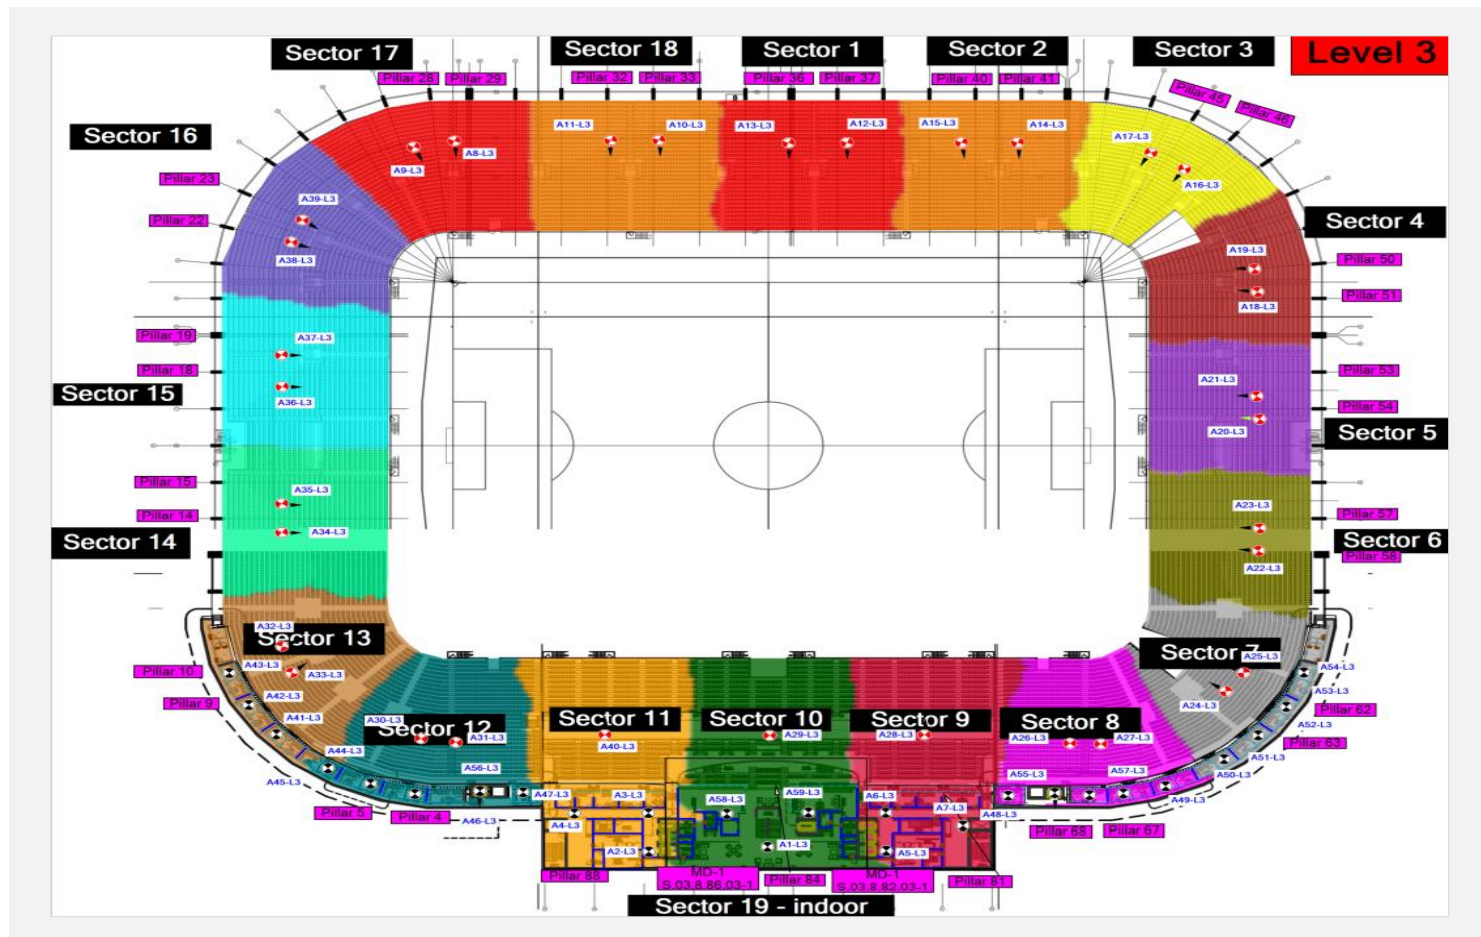 Sector 17
Sector 18
Sector 1
Sector 2
Sector 3
Level 3
Pillar 28
Pillar 29
Pillar 32
Pillar 33
Pillar 36
Pillar 37
Pillar 40
Pillar 41
Pillar 45
Pillar 46
Sector 16
A11-L3
A10-L3
A13-L3
A12-L3
A15-L3
A14-L3
A17-L3
A9-L3
A8-L3
A16-L3
Pillar 23
Pillar 22
A39-L3
A38-L3
Sector 4
A19-L3
A18-L3
Pillar 50
Pillar 51
Pillar 19
Pillar 18
A37-L3
A36-L3
Sector 15
A21-L3
A20-L3
Pillar 53
Pillar 54
Sector 5
Pillar 15
Pillar 14
A35-L3
A34-L3
Sector 14
A23-L3
A22-L3
Pillar 57
Sector 6
Pillar 58
A32-L3
Sector 13
A43-L3
A33-L3
A42-L3
A41-L3
Pillar 10
Pillar 9
Sector 7
A25-L3
A24-L3
A54-L3
A53-L3
A52-L3
A51-L3
A50-L3
A49-L3
Pillar 62
Pillar 63
A30-L3
Sector 12
A31-L3
A44-L3
A45-L3
A56-L3
A47-L3
A46-L3
Pillar 5
Pillar 4
Sector 11
A40-L3
Sector 10
A29-L3
Sector 9
A28-L3
Sector 8
A26-L3
A27-L3
A55-L3
A57-L3
A48-L3
Pillar 68
Pillar 67
A3-L3
A4-L3
A2-L3
A58-L3
A59-L3
A1-L3
A6-L3
A7-L3
A5-L3
Pillar 88
MD-1
S.03.8.86.03-1
Pillar 84
MD-1
S.03.8.82.03-1
Pillar 81
Sector 19 - indoor